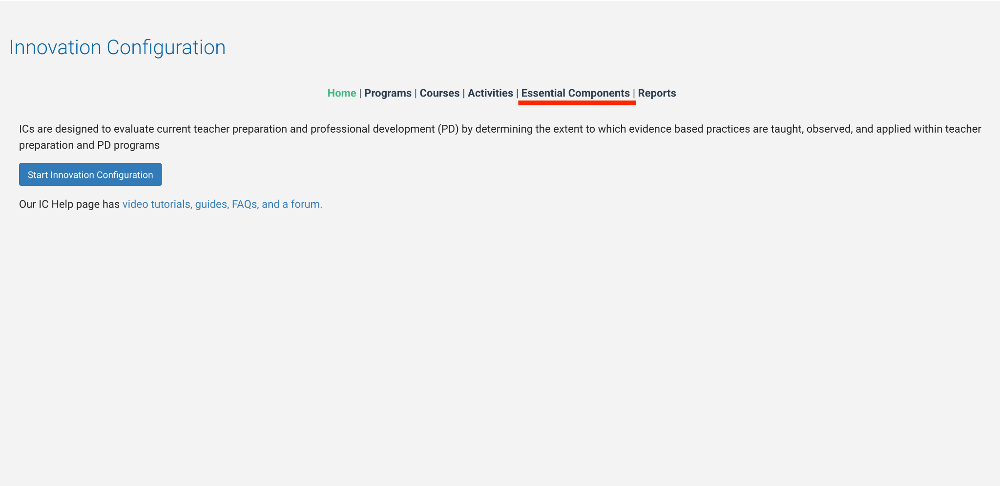 Innovation Configuration
Home | Programs | Courses | Activities | Essential Components | Reports
ICs are designed to evaluate current teacher preparation and professional development (PD) by determining the extent to which evidence based practices are taught, observed, and applied within teacher
preparation and PD programs
Start Innovation Configuration
Our IC Help page has video tutorials, guides, FAQs, and a forum.